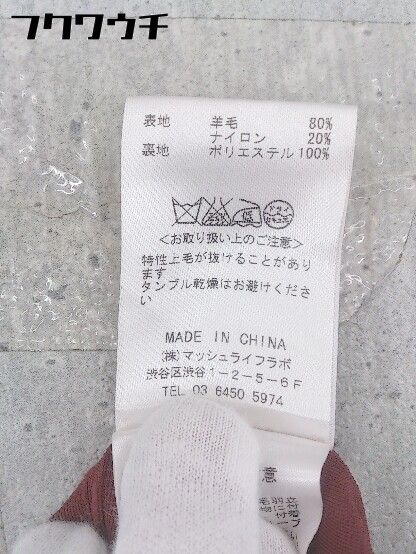 フクワウチ
表地 羊毛 80%
ナイロン 20%
裏地 ポリエステル 100%
<お取り扱い上のご注意>
特性上毛が抜けることがあり
ます
タンブル乾燥はお避けくださ
い
MADE IN CHINA
(株)マッシュライフラボ
渋谷区渋谷1-2-5-6F
TEL 03 6450 5974
意